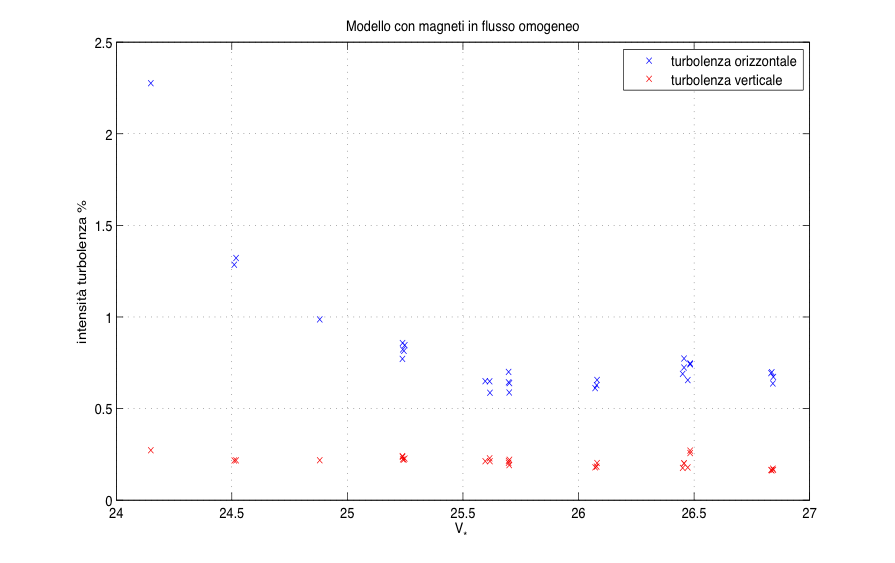 Modello con magneti in flusso omogeneo
turbolenza orizzontale
turbolenza verticale
intensità turbolenza %
2.5
2
1.5
1
0.5
0
24
24.5
25
25.5
26
26.5
27
V*